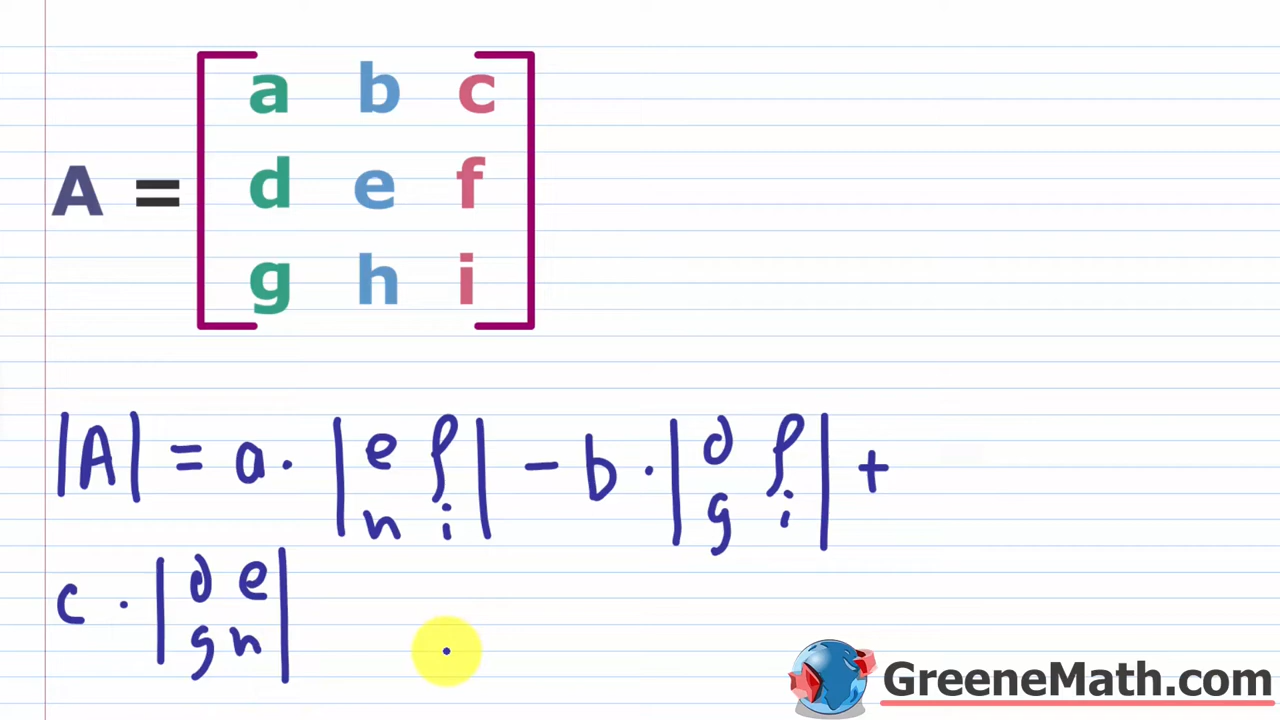 a b c
A = d e f
g h i
|A| = a · | e f | - b · | d f | +
h i g i
c · | d e |
g h
GreeneMath.com